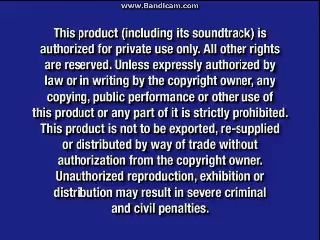 www.Bandicam.com
This product (including its soundtrack) is
authorized for private use only. All other rights
are reserved. Unless expressly authorized by
law or in writing by the copyright owner, any
copying, public performance or other use of
this product or any part of it is strictly prohibited.
This product is not to be exported, re-supplied
or distributed by way of trade without
authorization from the copyright owner.
Unauthorized reproduction, exhibition or
distribution may result in severe criminal
and civil penalties.